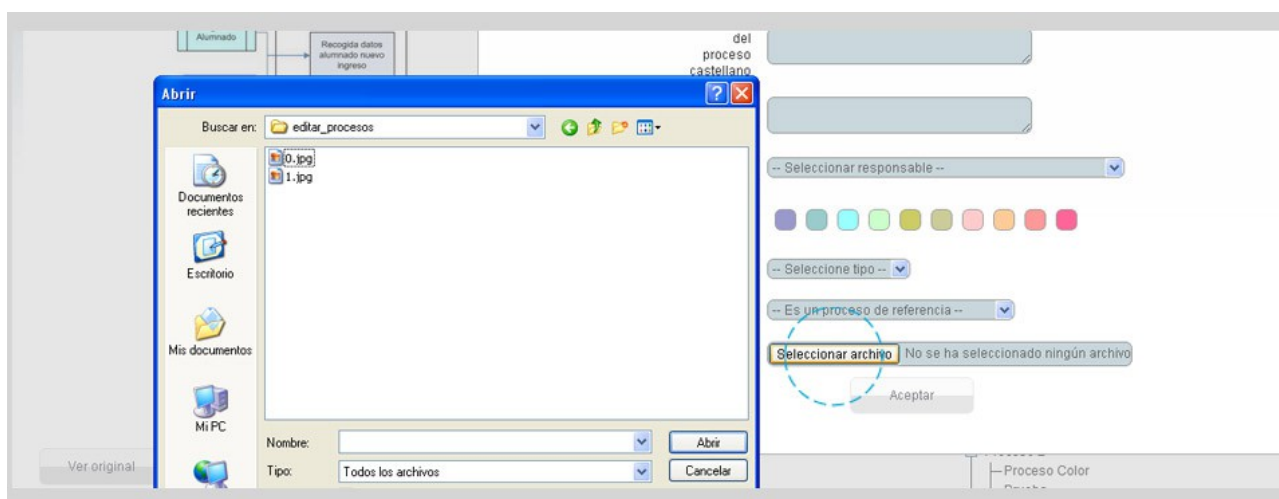 Alumnado
Recogida datos
alumnado nuevo
ingreso
del
proceso
castellano
Abrir
Buscar en:
editar_procesos
0.jpg
1.jpg
Documentos
recientes
Escritorio
Mis documentos
Mi PC
Nombre:
Abrir
Tipo:
Todos los archivos
Cancelar
-- Seleccionar responsable --
-- Seleccione tipo --
-- Es un proceso de referencia --
Seleccionar archivo
No se ha seleccionado ningún archivo
Aceptar
Ver original
Proceso Color